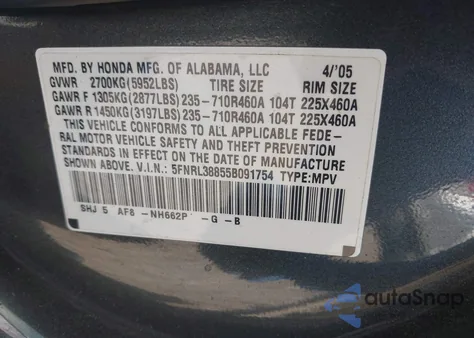 MFD. BY HONDA MFG. OF ALABAMA, LLC 4/'05
GVWR 2700KG(5952LBS) TIRE SIZE RIM SIZE
GAWR F 1305KG(2877LBS) 235-710R460A 104T 225X460A
GAWR R 1450KG(3197LBS) 235-710R460A 104T 225X460A
THIS VEHICLE CONFORMS TO ALL APPLICABLE FEDE-
RAL MOTOR VEHICLE SAFETY AND THEFT PREVENTION
STANDARDS IN EFFECT ON THE DATE OF MANUFACTURE
SHOWN ABOVE. V.I.N.: 5FNRL38855B091754 TYPE:MPV
SHJ 5 AF8 -NH662P -G -B
autoSnap